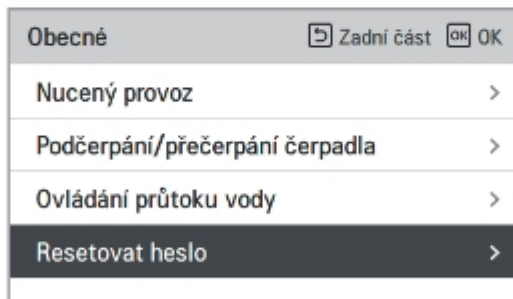 Obecné Zadní část OK OK
Nucený provoz >
Podčerpání/přečerpání čerpadla >
Ovládání průtoku vody >
Resetovat heslo >